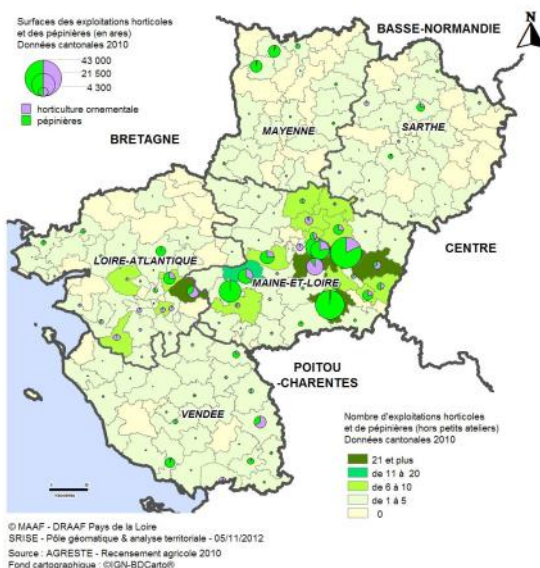 Surfaces des exploitations horticoles
et des pépinières (en ares)
Données cantonales 2010
43 000
21 500
4 300
horticulture ornementale
pépinières
BASSE-NORMANDIE
N
BRETAGNE
MAYENNE
SARTHE
CENTRE
LOIRE-ATLANTIQUE
MAINE-ET-LOIRE
POITOU
-CHARENTES
VENDEE
Nombre d'exploitations horticoles
et de pépinières (hors petits ateliers)
Données cantonales 2010
21 et plus
de 11 à 20
de 6 à 10
de 1 à 5
0
© MAAF - DRAAF Pays de la Loire
SRISE - Pôle géomatique & analyse territoriale - 05/11/2012
Source : AGRESTE - Recensement agricole 2010
Fond cartographique : ©IGN-BDCarto®